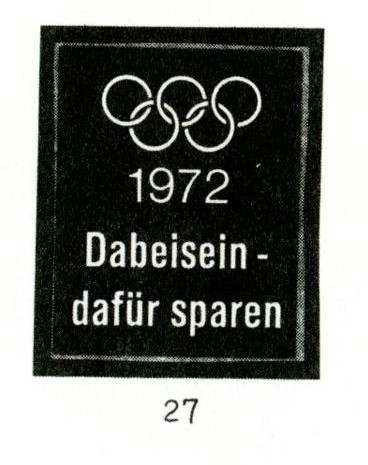 1972
Dabeisein -
dafür sparen
27